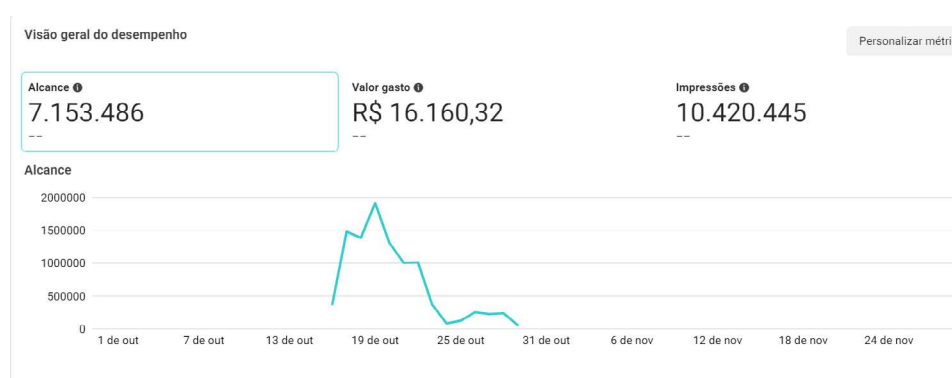 Visão geral do desempenho
Personalizar métri
Alcance
Valor gasto
Impressões
7.153.486
R$ 16.160,32
10.420.445
--
--
--
Alcance
2000000
1500000
1000000
500000
0
1 de out 7 de out 13 de out 19 de out 25 de out 31 de out 6 de nov 12 de nov 18 de nov 24 de nov